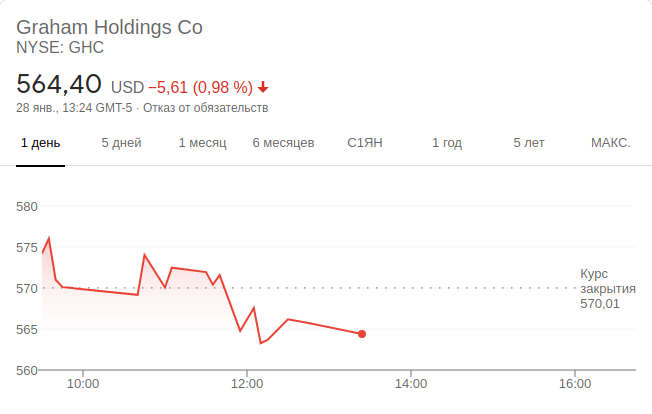 Graham Holdings Co
NYSE: GHC
564,40 USD −5,61 (0,98 %)
28 янв., 13:24 GMT-5 · Отказ от обязательств
1 день 5 дней 1 месяц 6 месяцев С1ЯН 1 год 5 лет МАКС.
580
575
570
565
560
Курс
закрытия
570,01
10:00 12:00 14:00 16:00